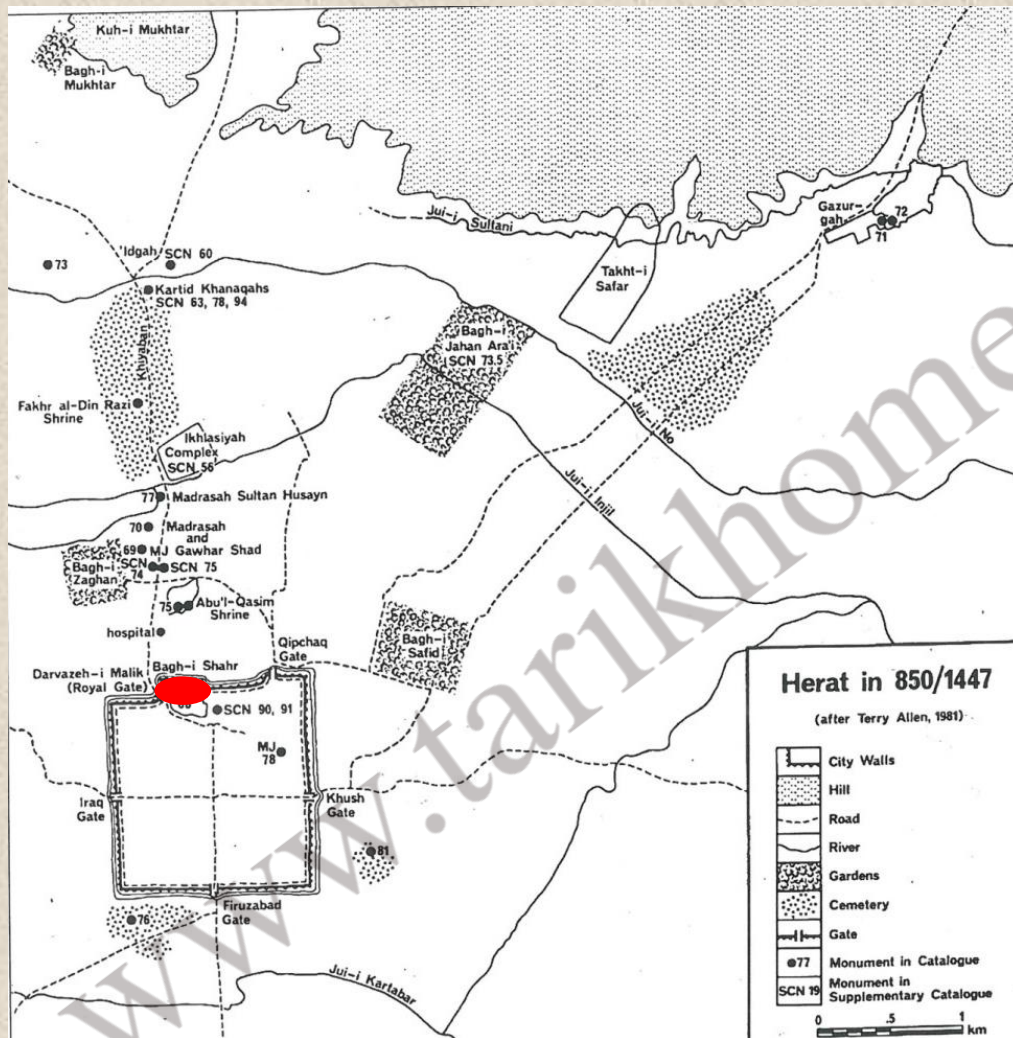 Kuh-i Mukhtar
Bagh-i
Mukhtar
Jui-i Sultani
Gazur-
gah
72
71
'Idgah
SCN 60
73
Kartid Khanaqahs
SCN 63, 78, 94
Takht-i
Safar
Khiyaban
Bagh-i
Jahan Ara'i
SCN 73.5
Fakhr al-Din Razi
Shrine
Jui-i No
Ikhlasiyah
Complex
SCN 56
77
Madrasah Sultan Husayn
Jui-i Injil
70
Madrasah
and
69
MJ Gawhar Shad
Bagh-i
Zaghan
SCN
74
SCN 75
75
Abu'l-Qasim
Shrine
hospital
Qipchaq
Gate
Bagh-i
Safid
Darvazeh-i Malik
(Royal Gate)
Bagh-i Shahr
SCN 90, 91
MJ
78
Iraq
Gate
Khush
Gate
81
76
Firuzabad
Gate
Jui-i Kartabar
Herat in 850/1447
(after Terry Allen, 1981)
City Walls
Hill
Road
River
Gardens
Cemetery
Gate
77
Monument in Catalogue
SCN 19
Monument in
Supplementary Catalogue
0 .5 1
km
www.tarikhome